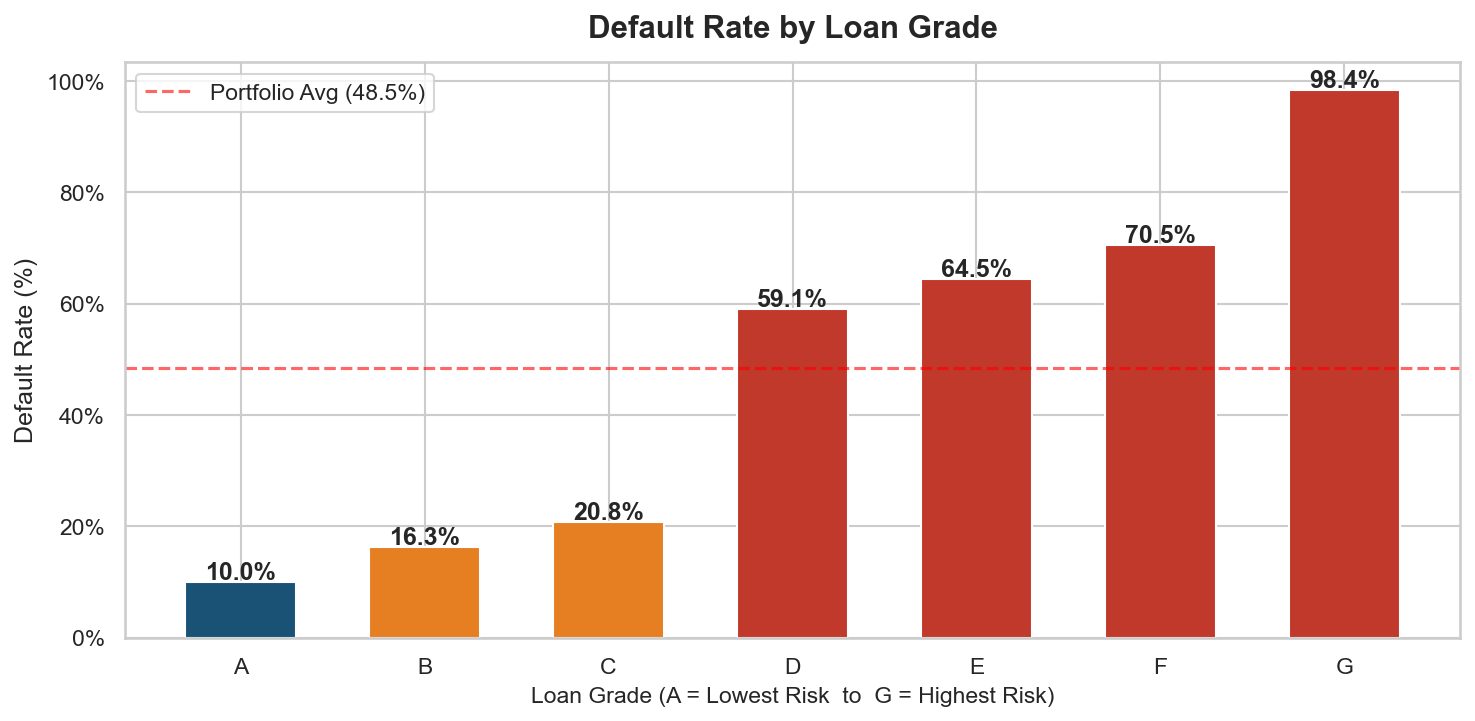 Default Rate by Loan Grade
Portfolio Avg (48.5%)
Default Rate (%)
100%
80%
60%
40%
20%
0%
10.0%
16.3%
20.8%
59.1%
64.5%
70.5%
98.4%
A B C D E F G
Loan Grade (A = Lowest Risk  to  G = Highest Risk)